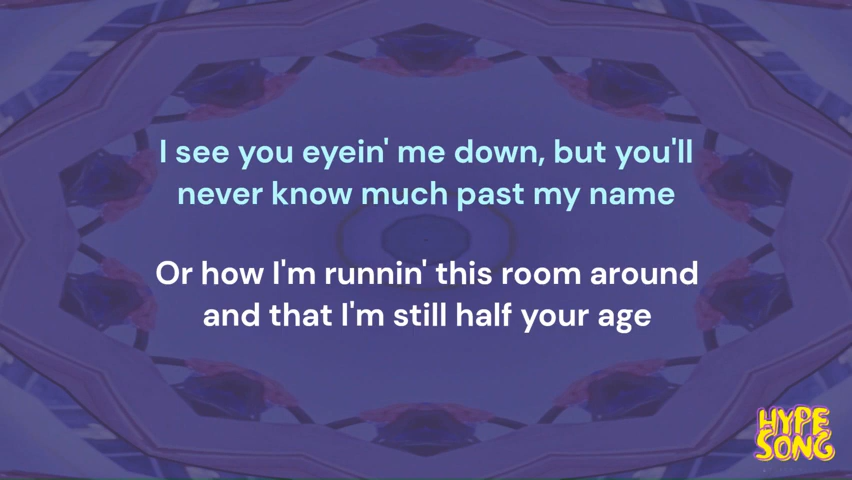 I see you eyein' me down, but you'll
never know much past my name
Or how I'm runnin' this room around
and that I'm still half your age
HYPE
SONG